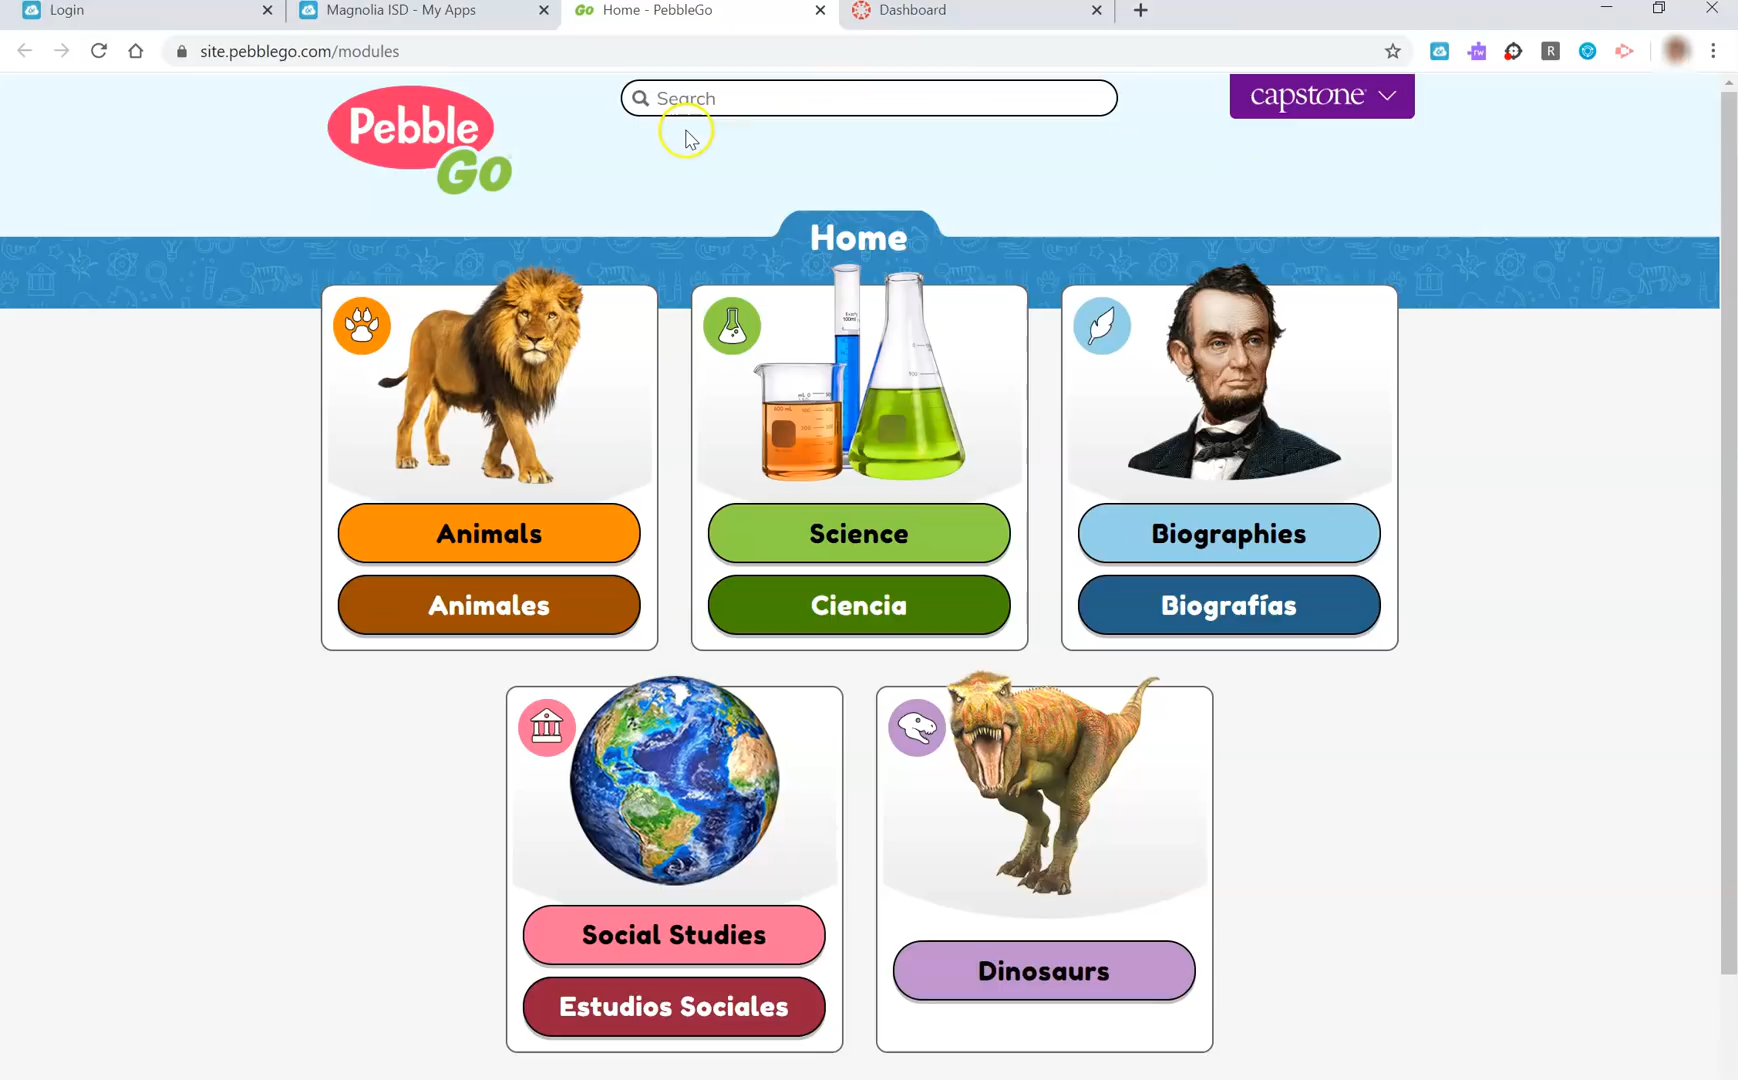 Login
Magnolia ISD - My Apps
Go Home - PebbleGo
Dashboard
site.pebblego.com/modules
R
Pebble
Go
Search
capstone
Home
Animals
Animales
Science
Ciencia
Biographies
Biografías
Social Studies
Estudios Sociales
Dinosaurs